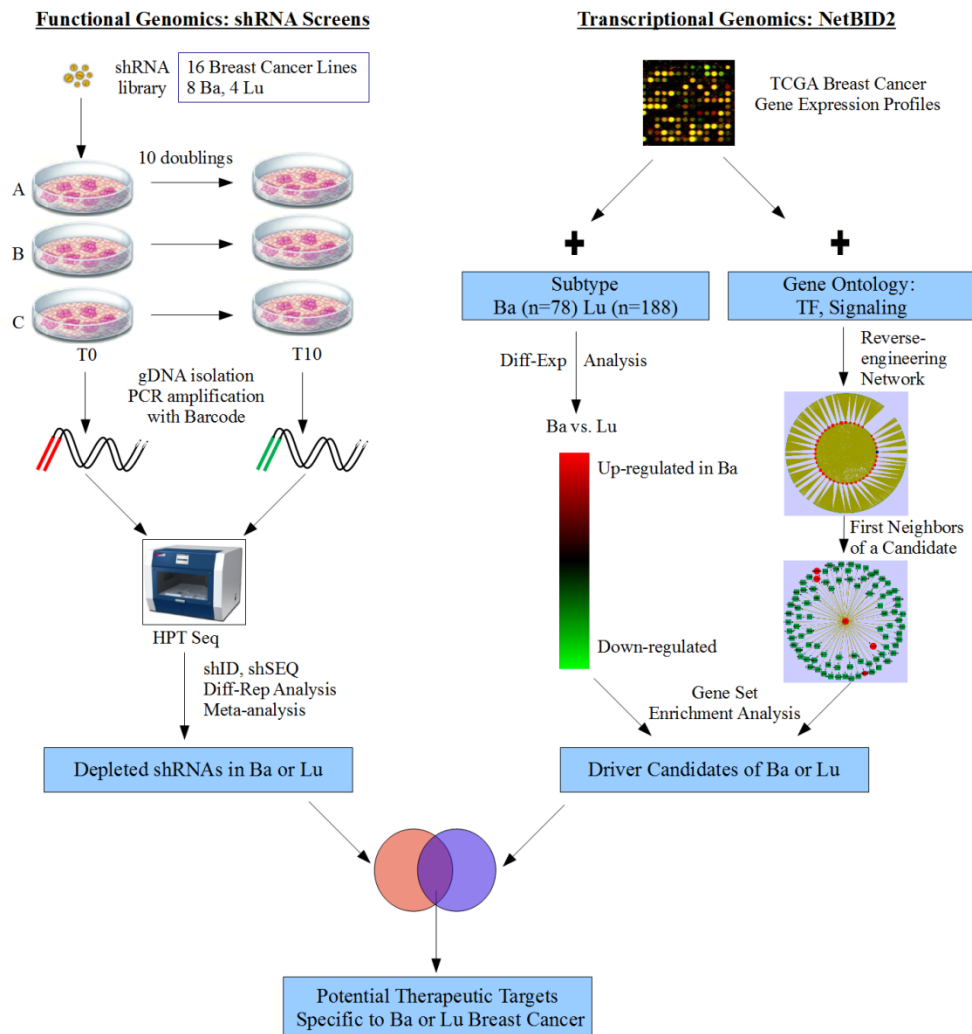 Functional Genomics: shRNA Screens
shRNA
library
16 Breast Cancer Lines
8 Ba, 4 Lu
10 doublings
A
B
C
T0
T10
gDNA isolation
PCR amplification
with Barcode
HPT Seq
shID, shSEQ
Diff-Rep Analysis
Meta-analysis
Depleted shRNAs in Ba or Lu
Transcriptional Genomics: NetBID2
TCGA Breast Cancer
Gene Expression Profiles
Subtype
Ba (n=78) Lu (n=188)
Gene Ontology:
TF, Signaling
Diff-Exp Analysis
Reverse-
engineering
Network
Ba vs. Lu
Up-regulated in Ba
Down-regulated
First Neighbors
of a Candidate
Gene Set
Enrichment Analysis
Driver Candidates of Ba or Lu
Potential Therapeutic Targets
Specific to Ba or Lu Breast Cancer